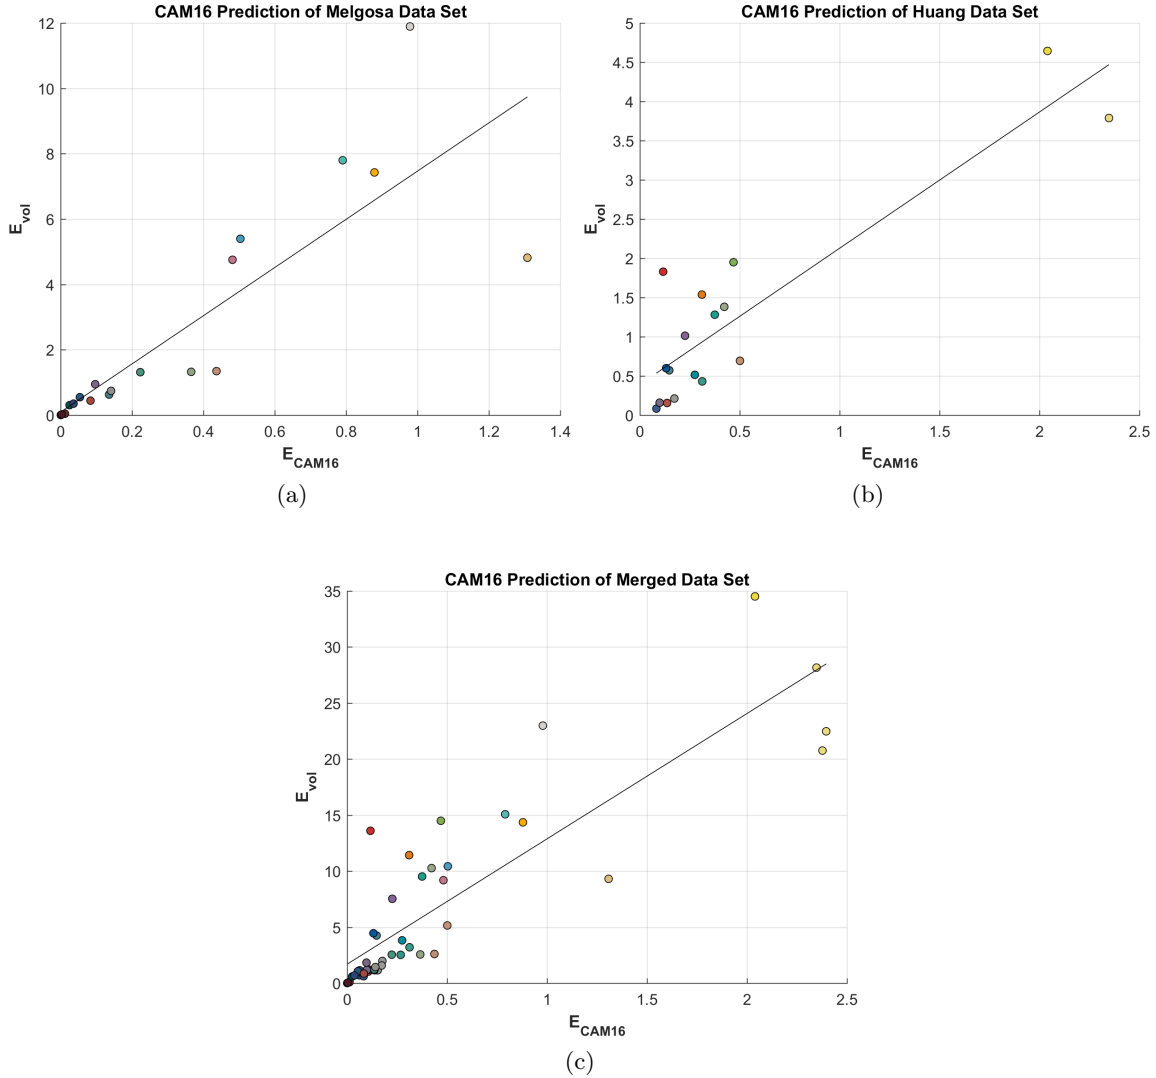 CAM16 Prediction of Melgosa Data Set
12
10
8
6
4
2
0
E_vol
0 0.2 0.4 0.6 0.8 1 1.2 1.4
E_CAM16
(a)
CAM16 Prediction of Huang Data Set
5
4.5
4
3.5
3
2.5
2
1.5
1
0.5
0
E_vol
0 0.5 1 1.5 2 2.5
E_CAM16
(b)
CAM16 Prediction of Merged Data Set
35
30
25
20
15
10
5
0
E_vol
0 0.5 1 1.5 2 2.5
E_CAM16
(c)